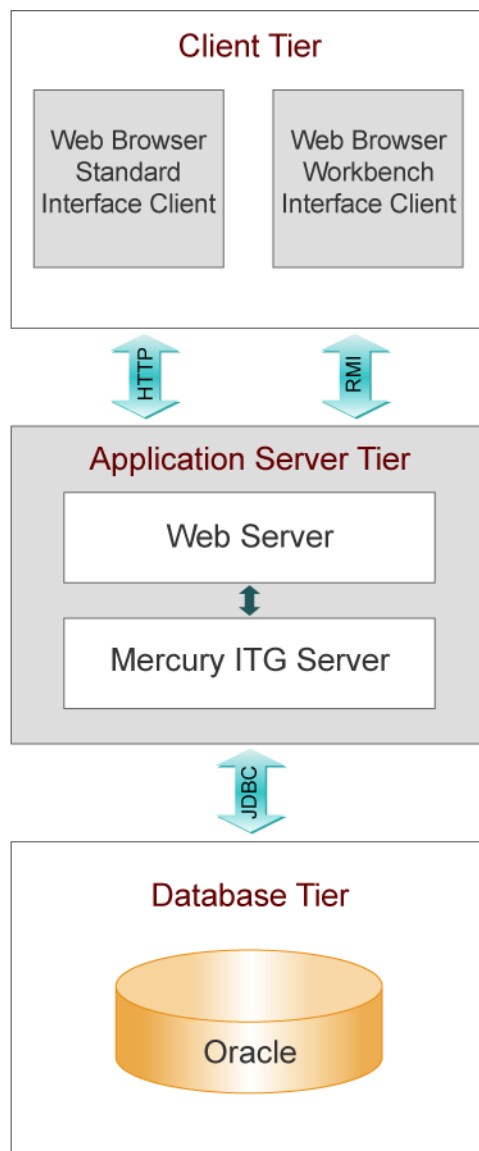 Client Tier
Web Browser
Standard
Interface Client
Web Browser
Workbench
Interface Client
HTTP
RMI
Application Server Tier
Web Server
Mercury ITG Server
JDBC
Database Tier
Oracle